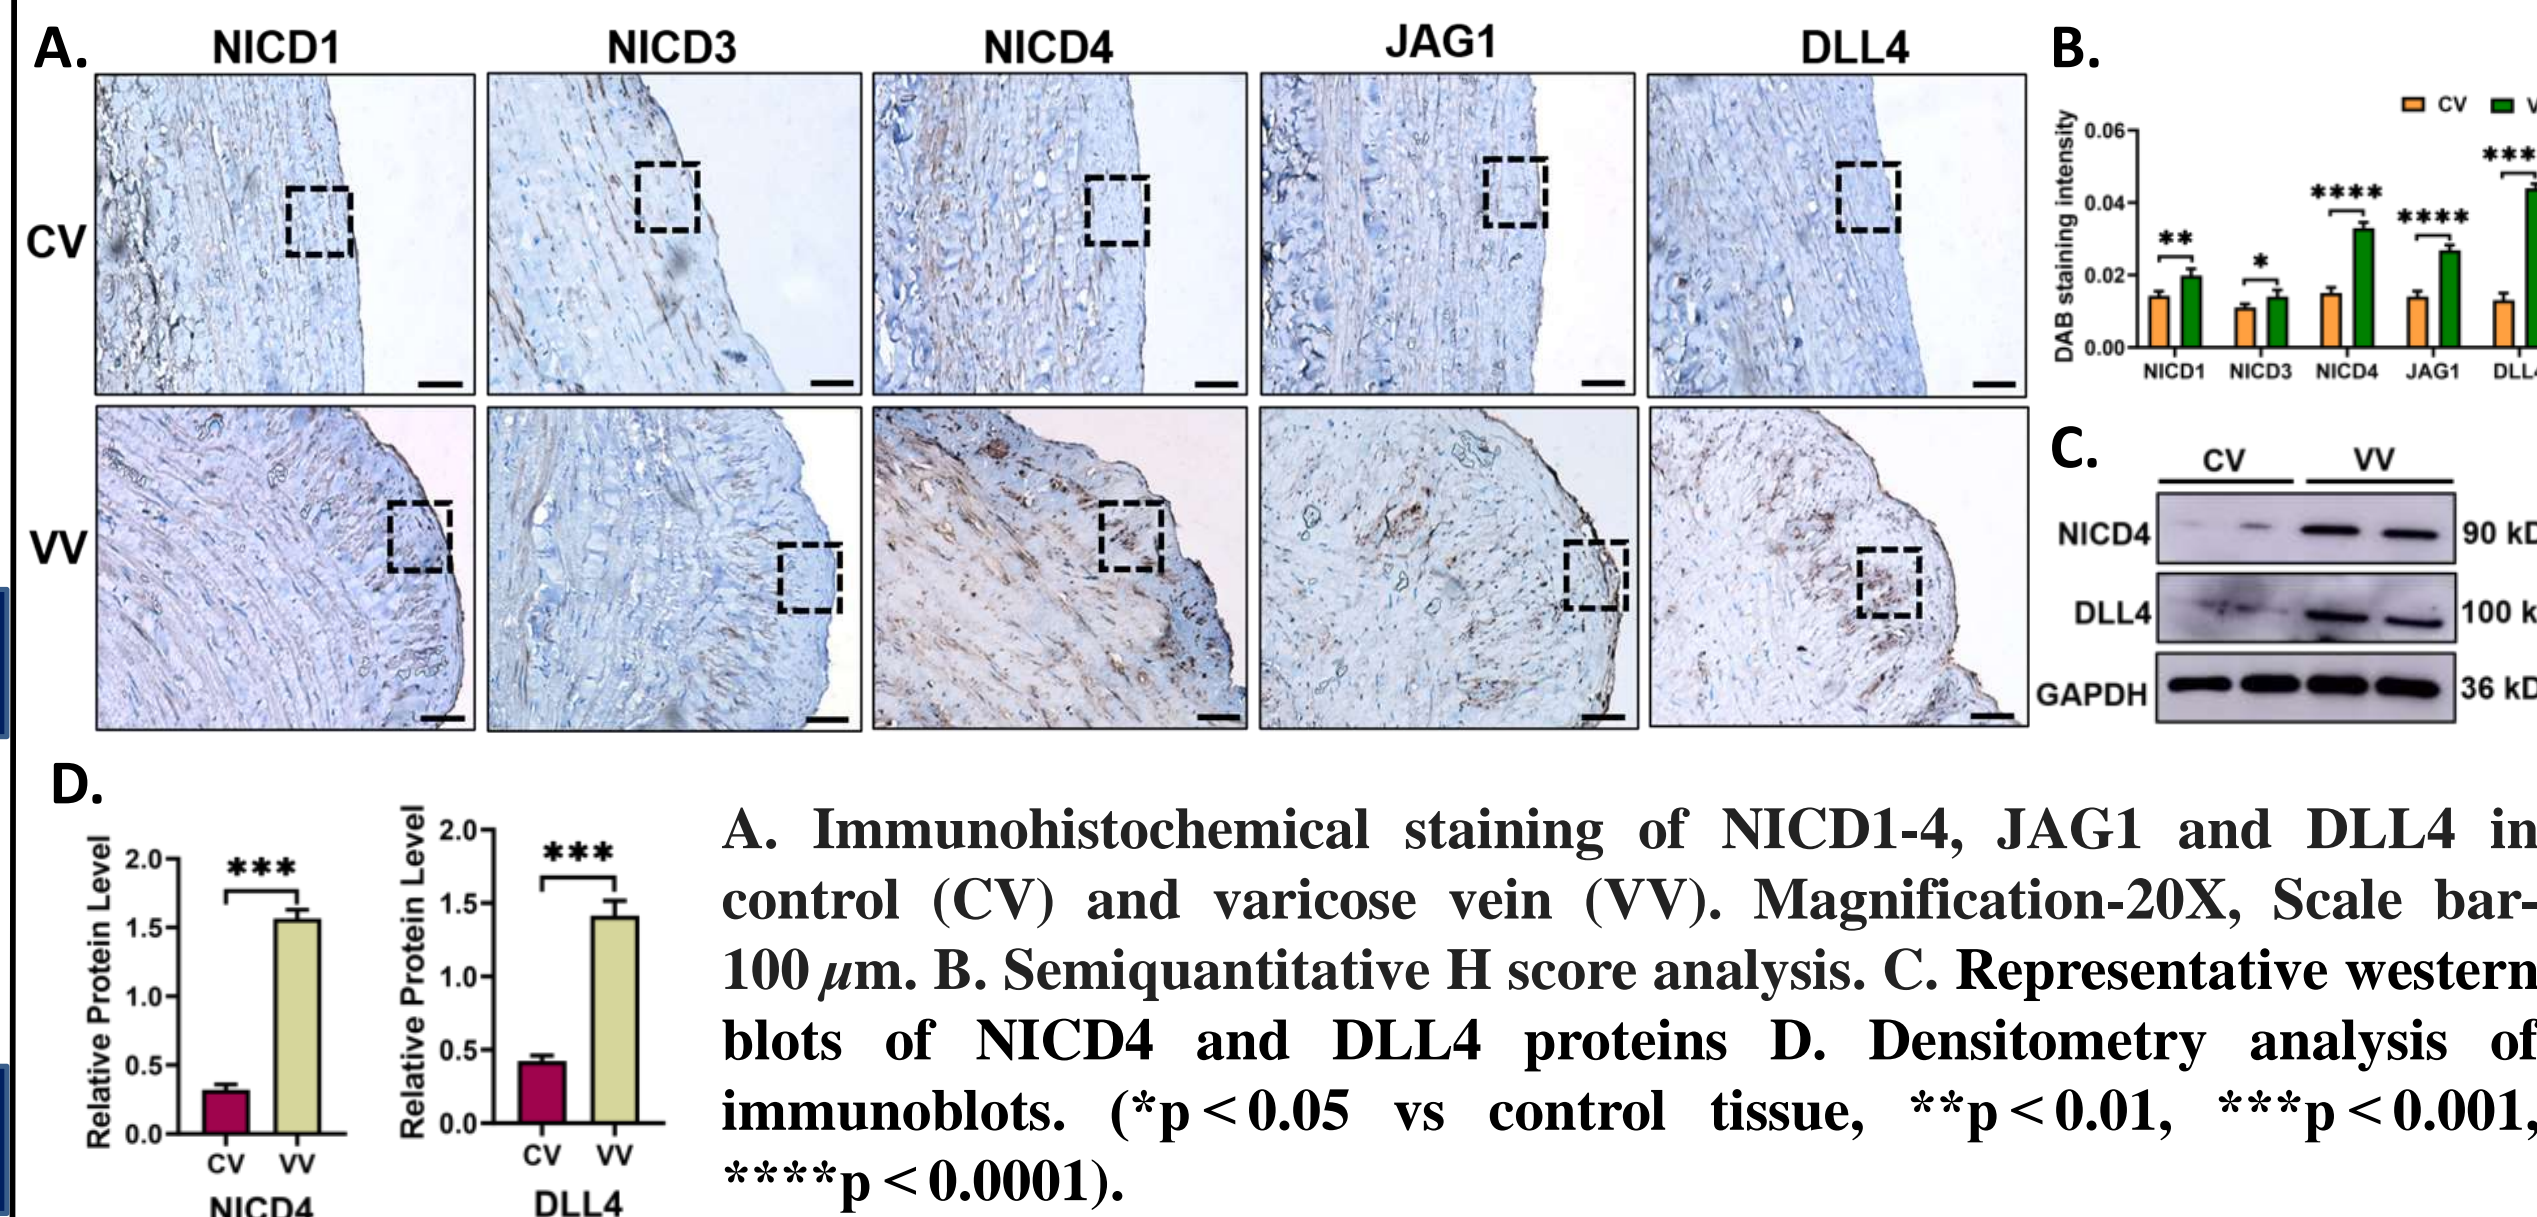 A.
NICD1 NICD3 NICD4 JAG1 DLL4
CV
VV
B.
CV V
DAB staining intensity
0.06
0.04
0.02
0.00
** * **** **** ***
NICD1 NICD3 NICD4 JAG1 DLL4
C.
CV VV
NICD4 90 kD
DLL4 100 k
GAPDH 36 kD
D.
Relative Protein Level
2.0
1.5
1.0
0.5
0.0
***
CV VV
NICD4
Relative Protein Level
2.0
1.5
1.0
0.5
0.0
***
CV VV
DLL4
A. Immunohistochemical staining of NICD1-4, JAG1 and DLL4 in
control (CV) and varicose vein (VV). Magnification-20X, Scale bar-
100 μm. B. Semiquantitative H score analysis. C. Representative western
blots of NICD4 and DLL4 proteins D. Densitometry analysis of
immunoblots. (*p < 0.05 vs control tissue, **p < 0.01, ***p < 0.001,
****p < 0.0001).